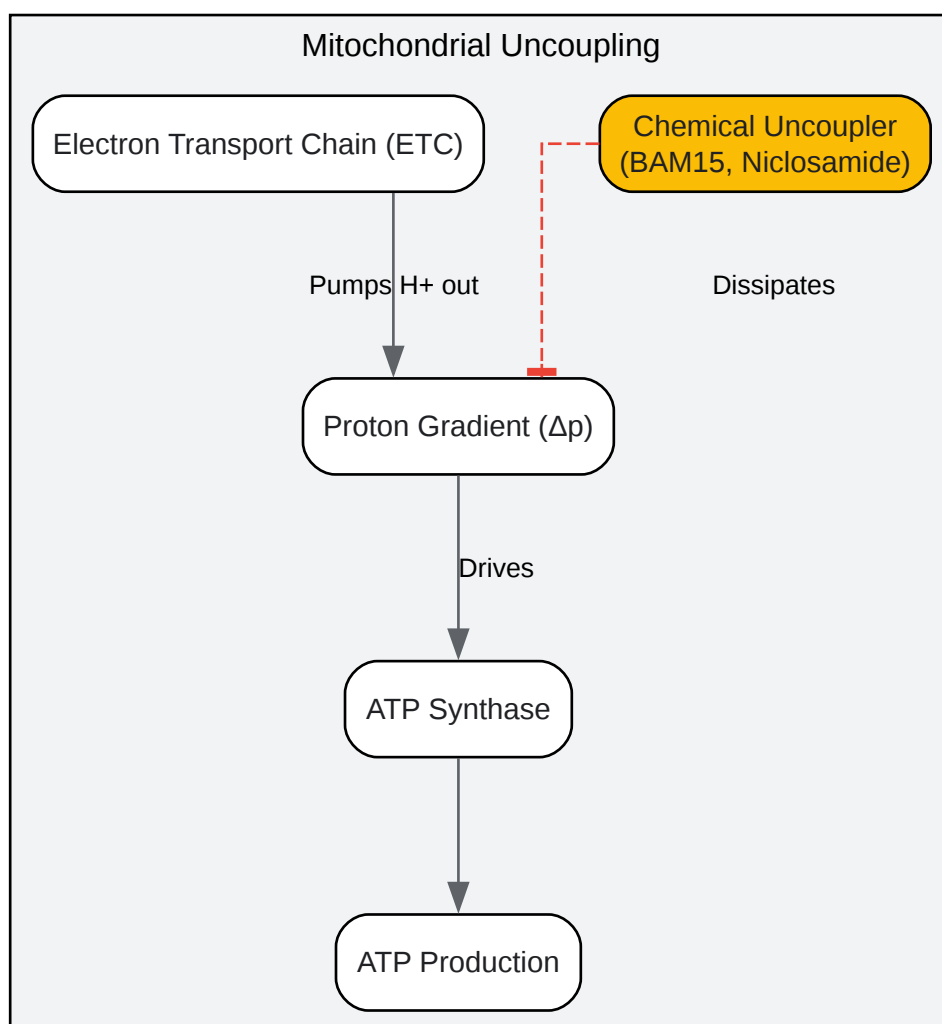 Mitochondrial Uncoupling
Electron Transport Chain (ETC)
Chemical Uncoupler
(BAM15, Niclosamide)
Pumps H+ out
Dissipates
Proton Gradient (Δp)
Drives
ATP Synthase
ATP Production